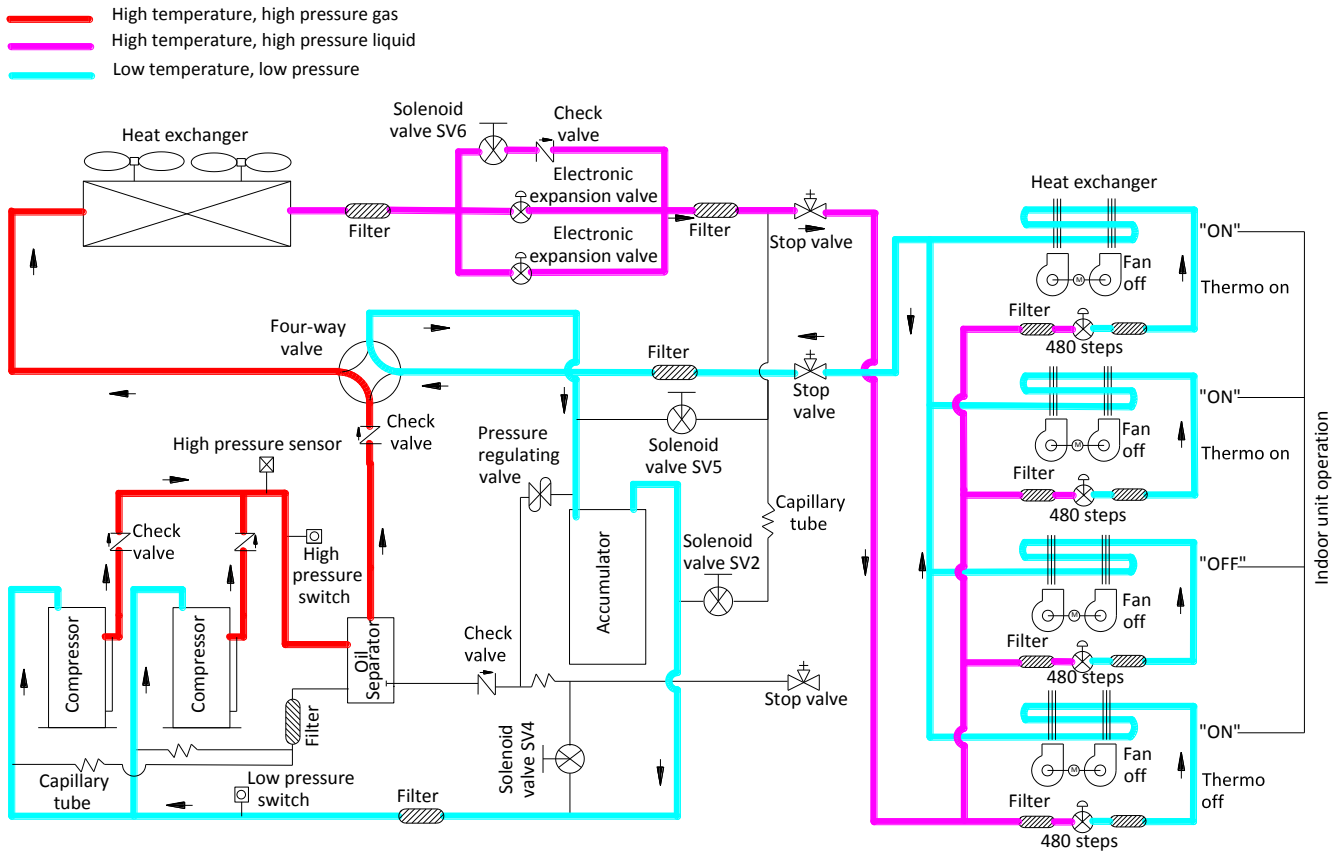 High temperature, high pressure gas
High temperature, high pressure liquid
Low temperature, low pressure
Heat exchanger
Solenoid
valve SV6
Check
valve
Electronic
expansion valve
Filter
Electronic
expansion valve
Filter
Stop valve
Four-way
valve
Filter
Stop
valve
Check
valve
High pressure sensor
Pressure
regulating
valve
Solenoid
valve SV5
Capillary
tube
Check
valve
High
pressure
switch
Accumulator
Solenoid
valve SV2
Compressor
Compressor
Oil
Separator
Check
valve
Stop valve
Filter
Solenoid
valve SV4
Capillary
tube
Low pressure
switch
Filter
Heat exchanger
"ON"
Fan
off
Thermo on
Filter
M
480 steps
"ON"
Fan
off
Thermo on
Filter
M
480 steps
"OFF"
Fan
off
Filter
M
480 steps
"ON"
Fan
off
Thermo
off
Filter
M
480 steps
Indoor unit operation